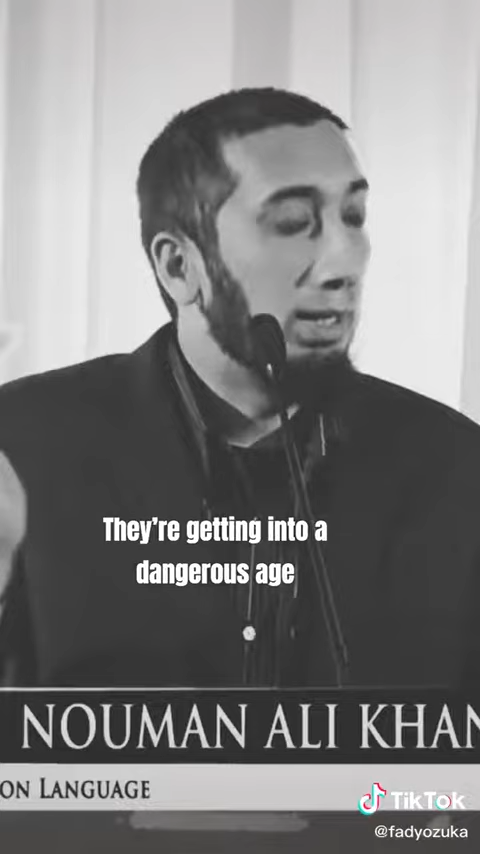 They're getting into a
dangerous age
NOUMAN ALI KHAN
ON LANGUAGE
TikTok
@fadyozuka